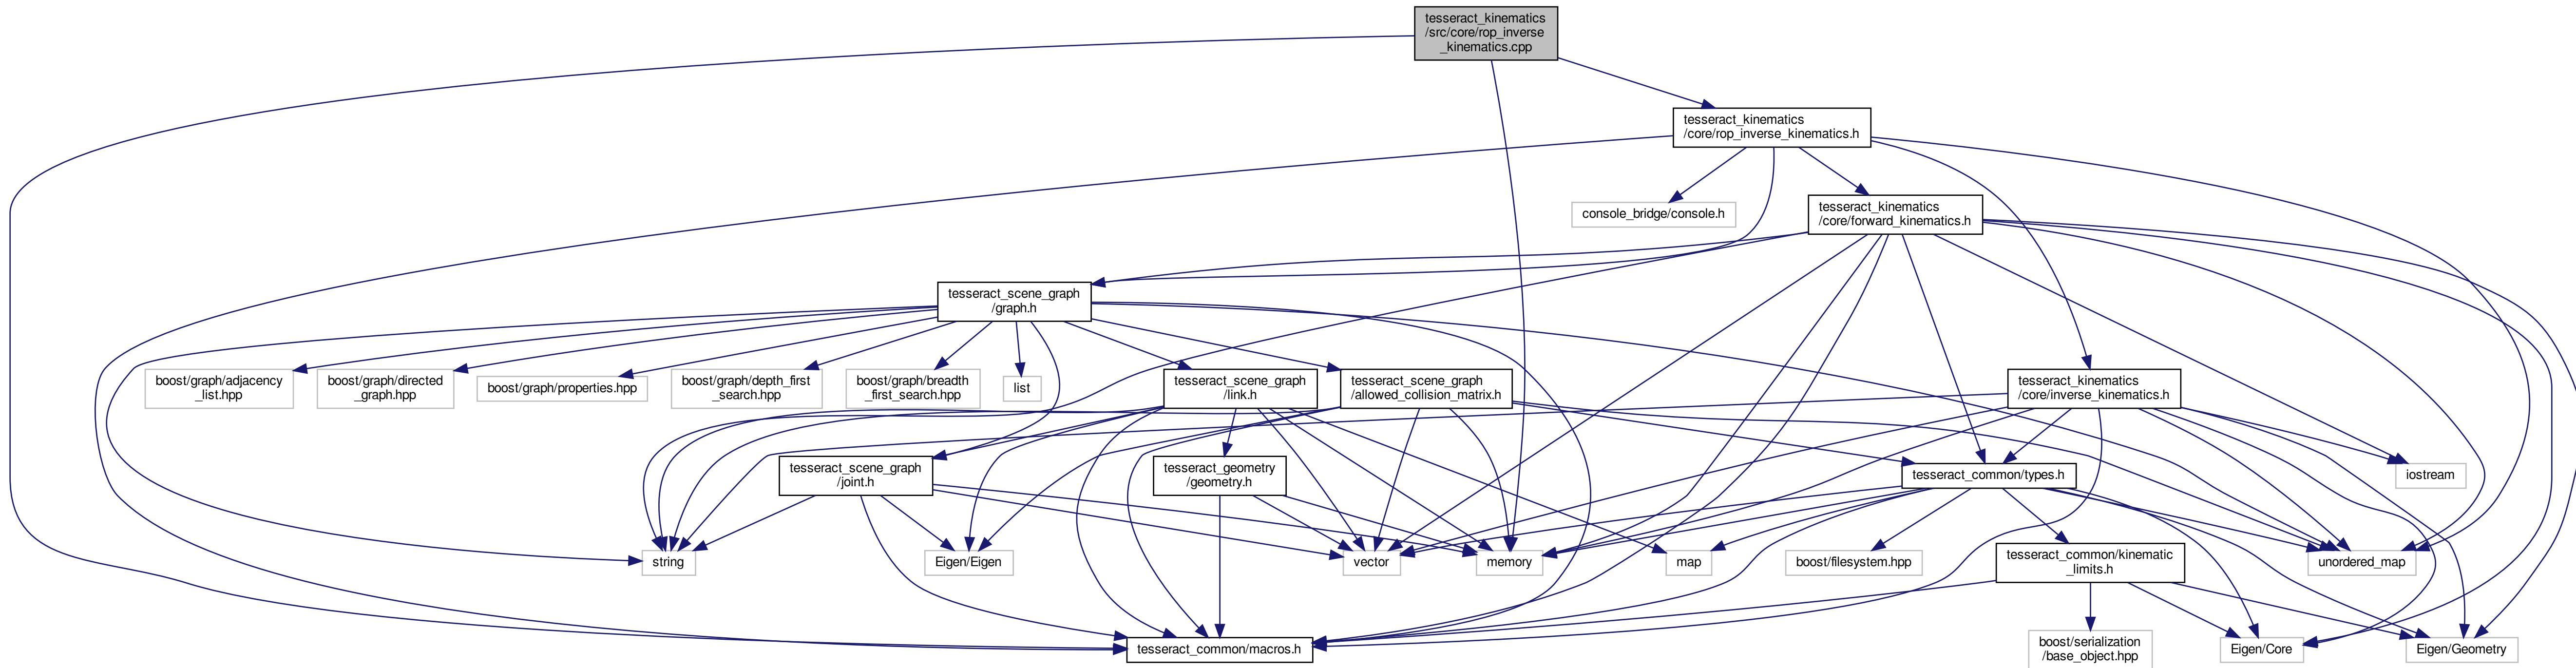 tesseract_kinematics
/src/core/rop_inverse
_kinematics.cpp
tesseract_kinematics
/core/rop_inverse_kinematics.h
console_bridge/console.h
tesseract_kinematics
/core/forward_kinematics.h
tesseract_scene_graph
/graph.h
boost/graph/adjacency
_list.hpp
boost/graph/directed
_graph.hpp
boost/graph/properties.hpp
boost/graph/depth_first
_search.hpp
boost/graph/breadth
_first_search.hpp
list
tesseract_scene_graph
/link.h
tesseract_scene_graph
/allowed_collision_matrix.h
tesseract_kinematics
/core/inverse_kinematics.h
tesseract_scene_graph
/joint.h
tesseract_geometry
/geometry.h
tesseract_common/types.h
iostream
string
Eigen/Eigen
vector
memory
map
boost/filesystem.hpp
tesseract_common/kinematic
_limits.h
unordered_map
tesseract_common/macros.h
boost/serialization
/base_object.hpp
Eigen/Core
Eigen/Geometry